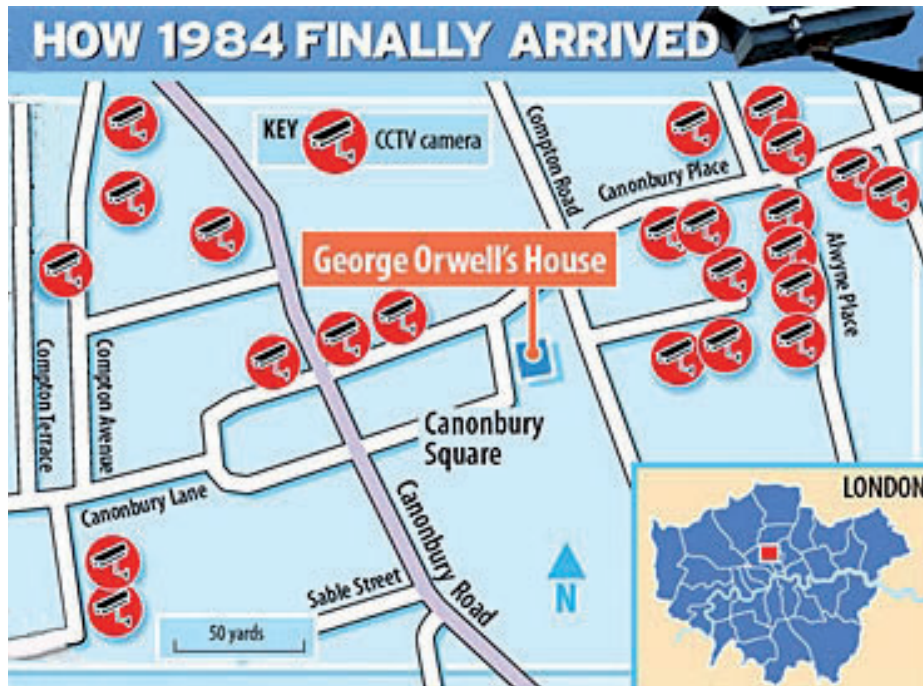 HOW 1984 FINALLY ARRIVED
KEY
CCTV camera
Compton Road
Canonbury Place
George Orwell's House
Alwyne Place
Compton Terrace
Compton Avenue
Canonbury
Square
Canonbury Lane
Canonbury Road
Sable Street
N
50 yards
LONDON